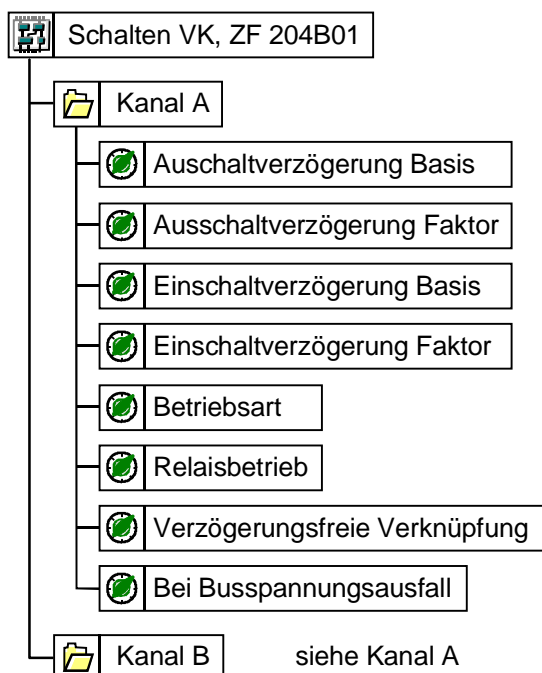 Schalten VK, ZF 204B01
Kanal A
Auschaltverzögerung Basis
Ausschaltverzögerung Faktor
Einschaltverzögerung Basis
Einschaltverzögerung Faktor
Betriebsart
Relaisbetrieb
Verzögerungsfreie Verknüpfung
Bei Busspannungsausfall
Kanal B siehe Kanal A